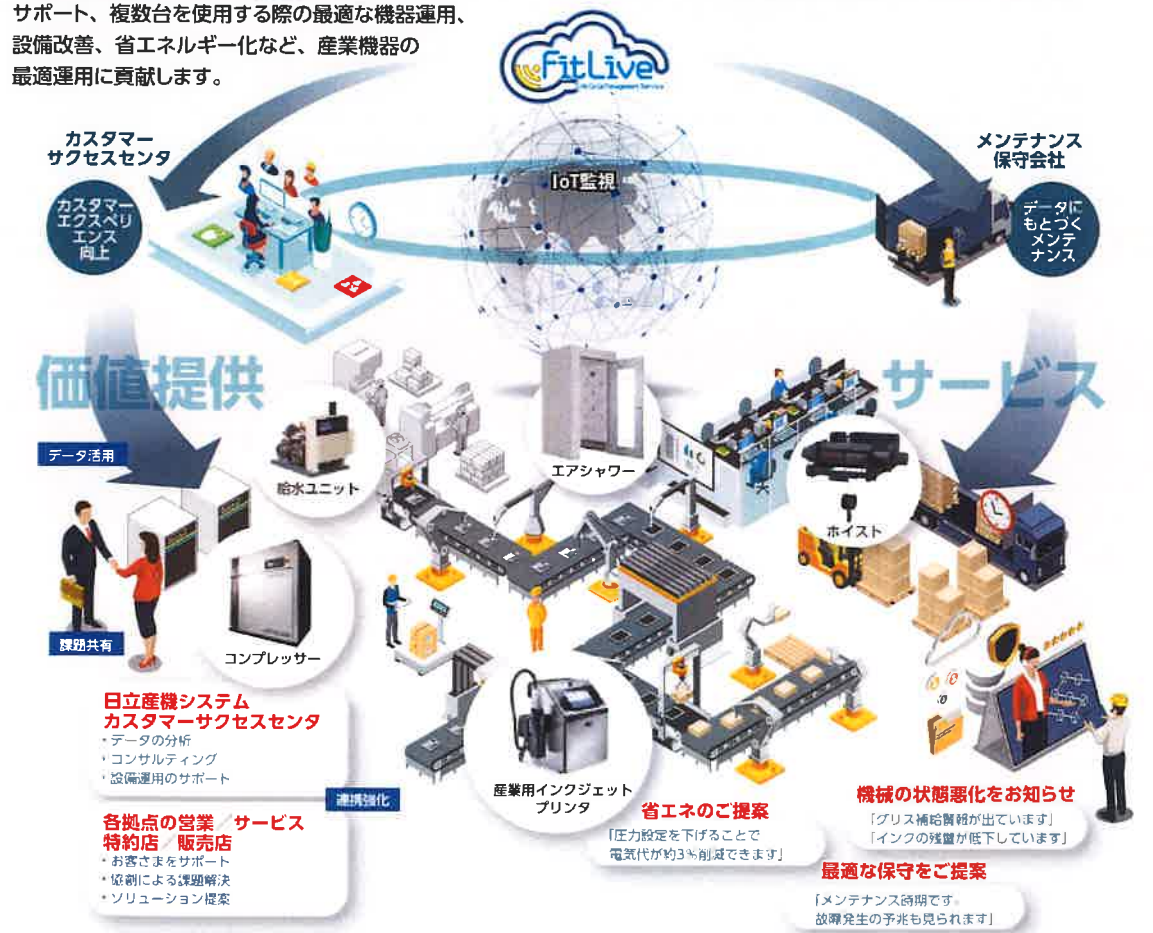 サポート、複数台を使用する際の最適な機器運用、
設備改善、省エネルギー化など、産業機器の
最適運用に貢献します。
FitLive
カスタマー
サクセスセンタ
メンテナンス
保守会社
IoT監視
カスタマー
エクスペリ
エンス
向上
データに
もとづく
メンテ
ナンス
価値提供
サービス
データ活用
給水ユニット
エアシャワー
ホイスト
課題共有
コンプレッサー
日立産機システム
カスタマーサクセスセンタ
・データの分析
・コンサルティング
・設備運用のサポート
連携強化
各拠点の営業／サービス
特約店／販売店
・お客さまをサポート
・協創による課題解決
・ソリューション提案
産業用インクジェット
プリンタ
省エネのご提案
「圧力設定を下げることで
電気代が約3%削減できます」
機械の状態悪化をお知らせ
「グリス補給警報が出ています」
「インクの残量が低下しています」
最適な保守をご提案
「メンテナンス時期です。
故障発生の予兆も見られます」